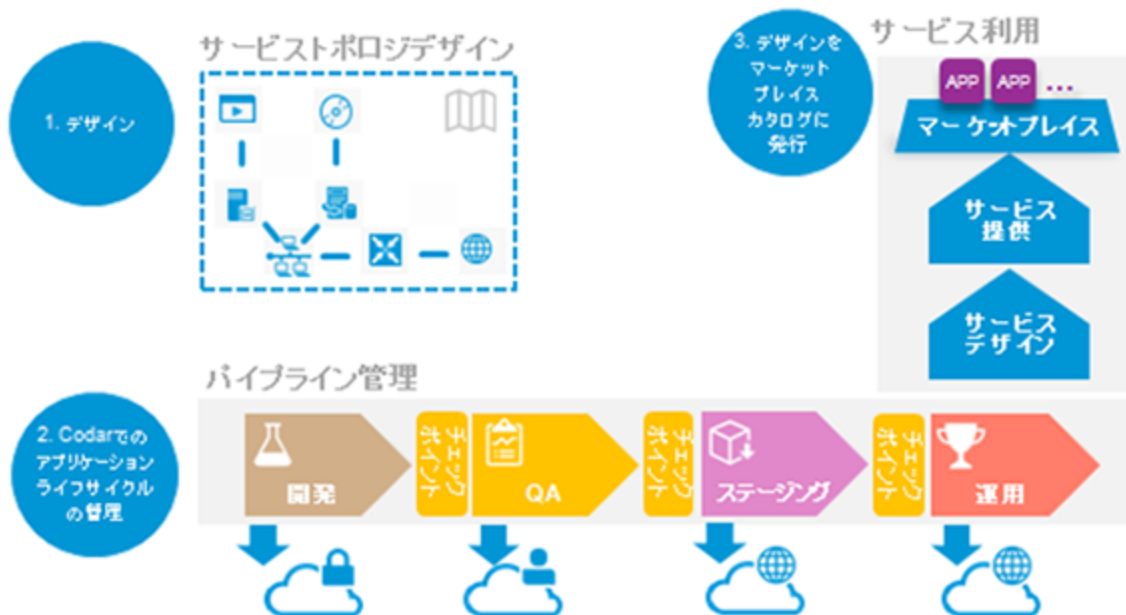 1. デザイン
サービストポロジデザイン
3. デザインを
マーケット
プレイス
カタログに
発行
サービス利用
APP APP ...
マーケットプレイス
サービス
提供
サービス
デザイン
パイプライン管理
2. Codarでの
アプリケーション
ライフサイクル
の管理
開発
チェック
ポイント
QA
チェック
ポイント
ステージング
チェック
ポイント
運用